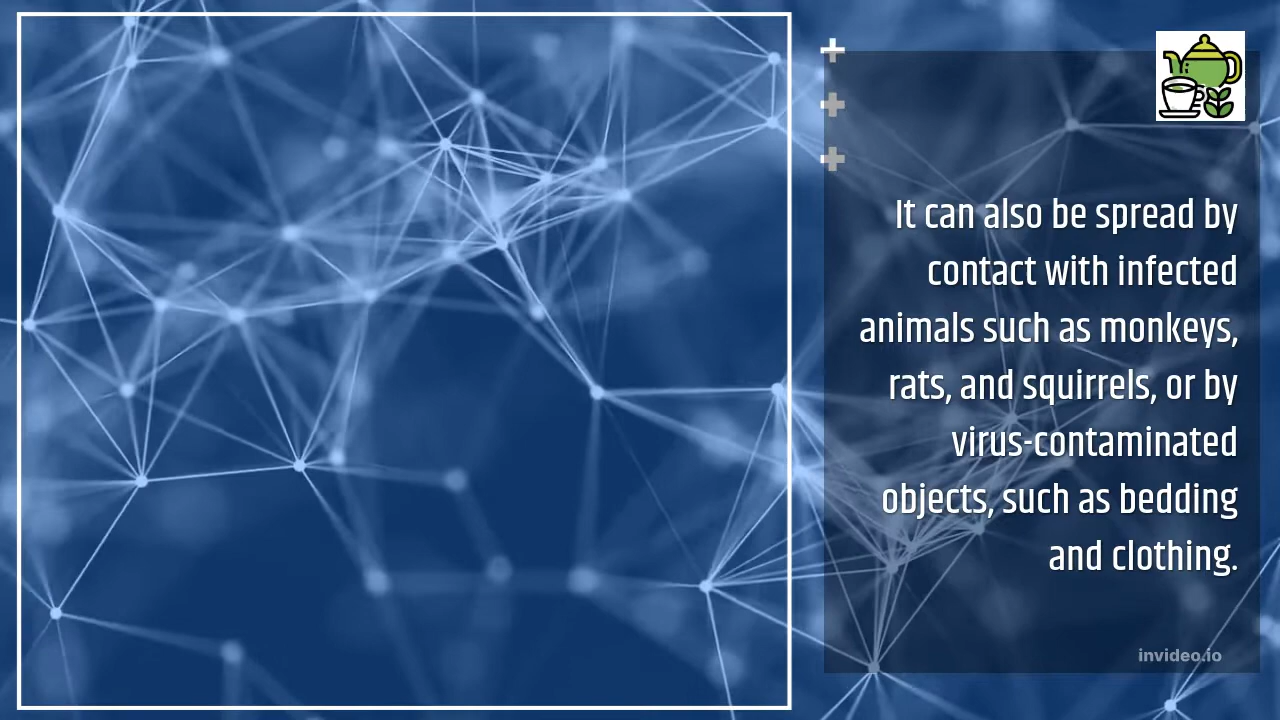 It can also be spread by
contact with infected
animals such as monkeys,
rats, and squirrels, or by
virus-contaminated
objects, such as bedding
and clothing.
invideo.io